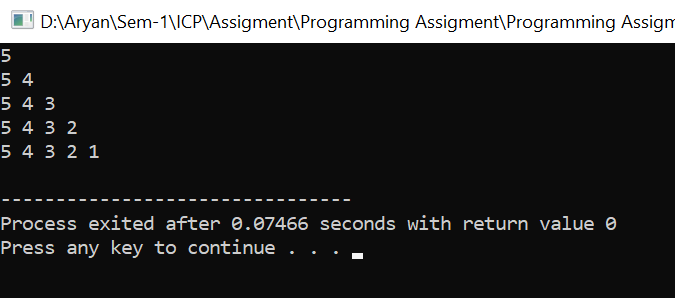 D:\Aryan\Sem-1\ICP\Assigment\Programming Assigment\Programming Assigm
5
5 4
5 4 3
5 4 3 2
5 4 3 2 1
--------------------------------
Process exited after 0.07466 seconds with return value 0
Press any key to continue . . .